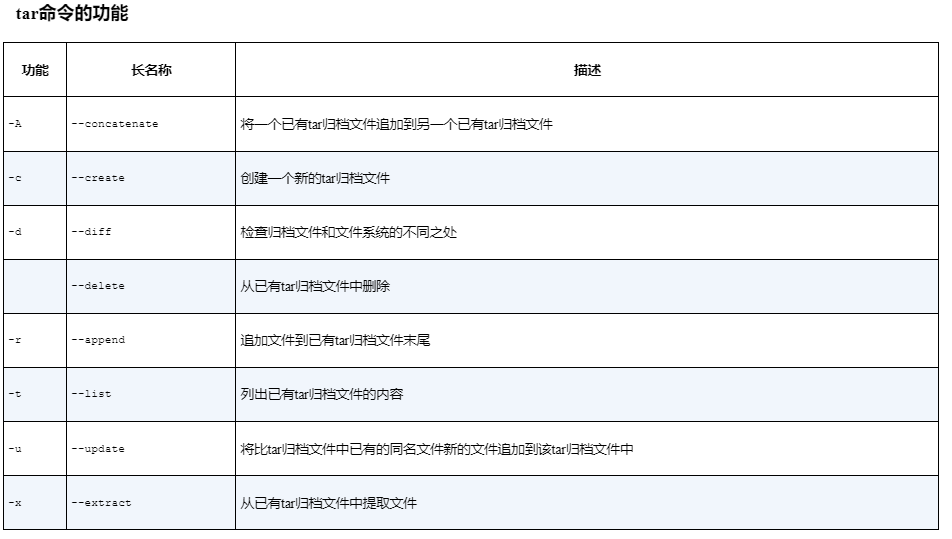 tar命令的功能
功能 长名称 描述
-A --concatenate 将一个已有tar归档文件追加到另一个已有tar归档文件
-c --create 创建一个新的tar归档文件
-d --diff 检查归档文件和文件系统的不同之处
--delete 从已有tar归档文件中删除
-r --append 追加文件到已有tar归档文件末尾
-t --list 列出已有tar归档文件的内容
-u --update 将比tar归档文件中已有的同名文件新的文件追加到该tar归档文件中
-x --extract 从已有tar归档文件中提取文件